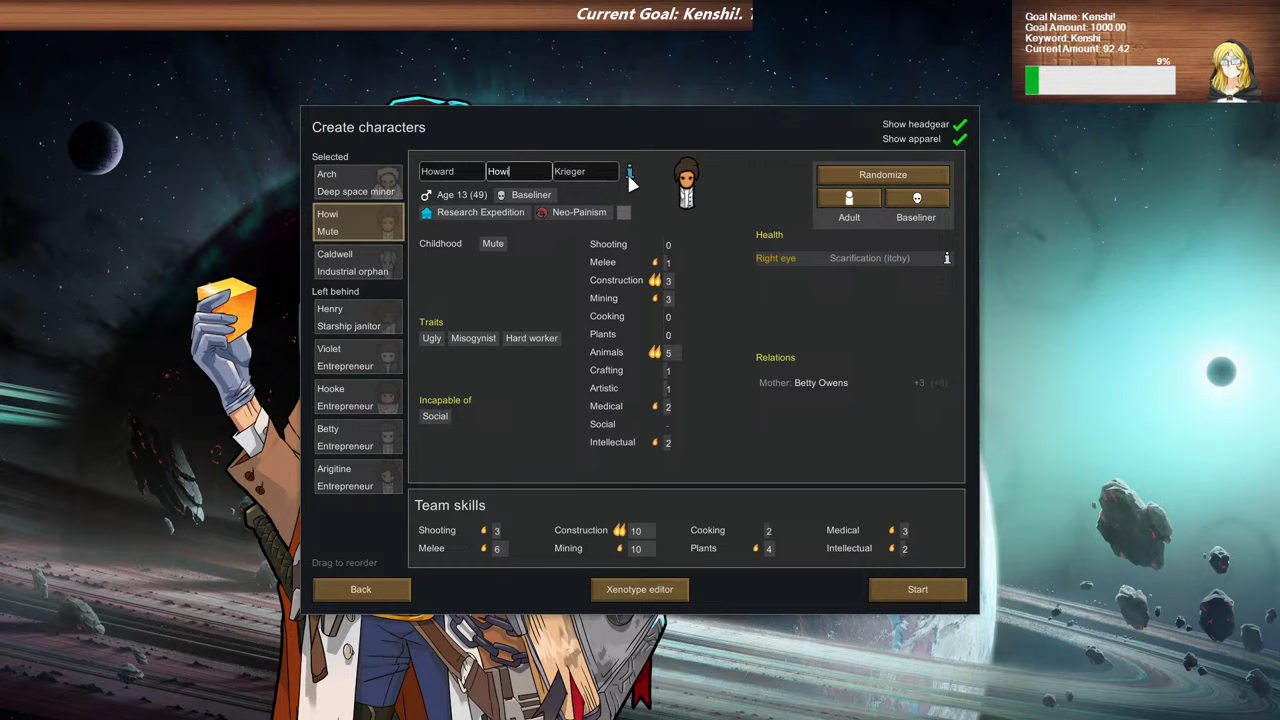 Current Goal: Kenshi!.
Goal Name: Kenshi!
Goal Amount: 1000.00
Keyword: Kenshi
Current Amount: 92.42
9%
Create characters
Show headgear
Show apparel
Selected
Arch
Deep space miner
Howi
Mute
Caldwell
Industrial orphan
Left behind
Henry
Starship janitor
Violet
Entrepreneur
Hooke
Entrepreneur
Betty
Entrepreneur
Arigitine
Entrepreneur
Drag to reorder
Howard Howi Krieger
Age 13 (49) Baseliner
Research Expedition Neo-Painism
Childhood Mute
Traits
Ugly Misogynist Hard worker
Incapable of
Social
Shooting 0
Melee 1
Construction 3
Mining 3
Cooking 0
Plants 0
Animals 5
Crafting 1
Artistic 1
Medical 2
Social -
Intellectual 2
Randomize
Adult Baseliner
Health
Right eye Scarification (itchy)
Relations
Mother: Betty Owens +3
Team skills
Shooting 3 Construction 10 Cooking 2 Medical 3
Melee 6 Mining 10 Plants 4 Intellectual 2
Back Xenotype editor Start